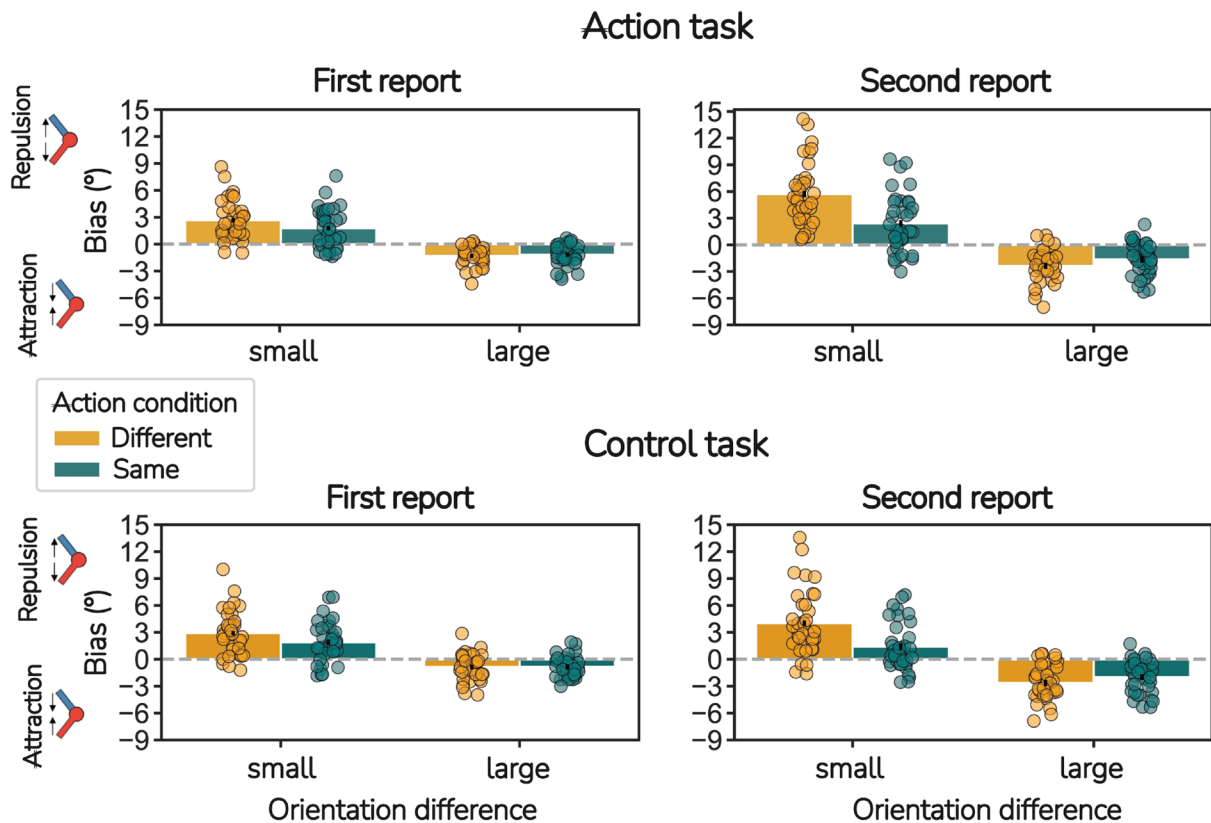 Action task
First report
Second report
Repulsion
Attraction
Bias (°)
15
12
9
6
3
0
−3
−6
−9
small
large
15
12
9
6
3
0
−3
−6
−9
small
large
Action condition
Different
Same
Control task
First report
Second report
Repulsion
Attraction
Bias (°)
15
12
9
6
3
0
−3
−6
−9
small
large
Orientation difference
15
12
9
6
3
0
−3
−6
−9
small
large
Orientation difference